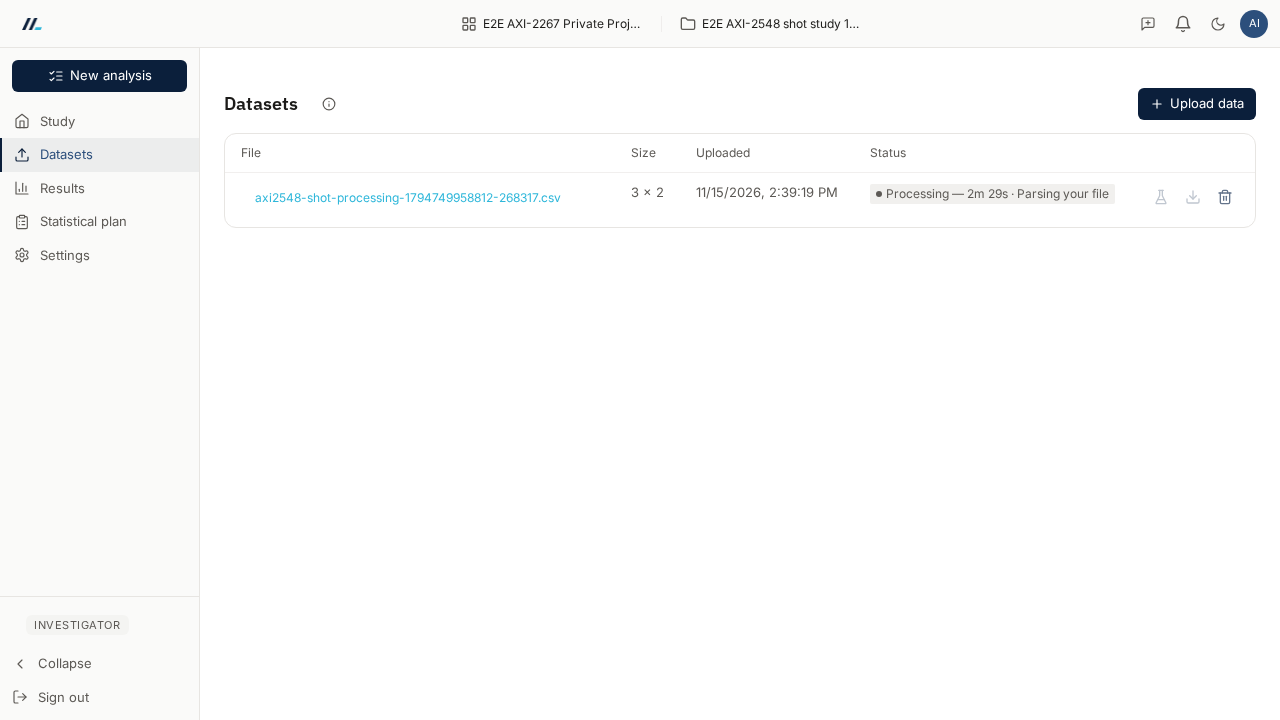 E2E AXI-2267 Private Proj...
E2E AXI-2548 shot study 1...
AI
New analysis
Study
Datasets
Results
Statistical plan
Settings
INVESTIGATOR
Collapse
Sign out
Datasets
Upload data
File Size Uploaded Status
axi2548-shot-processing-1794749958812-268317.csv 3 × 2 11/15/2026, 2:39:19 PM Processing — 2m 29s · Parsing your file